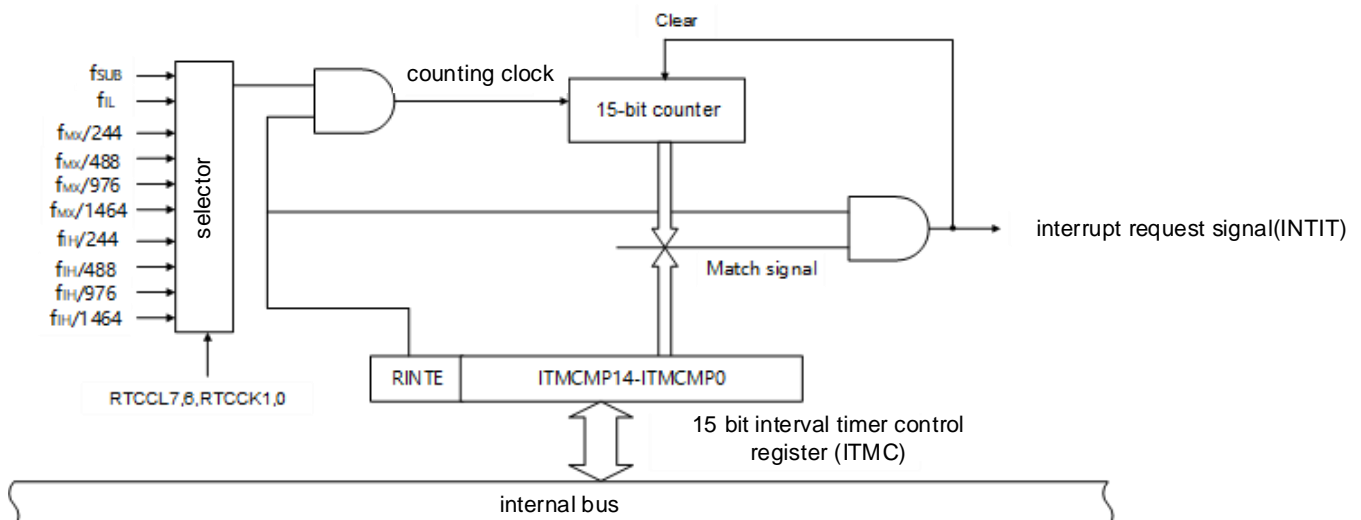 Clear
fSUB
fIL
fMX/244
fMX/488
fMX/976
fMX/1464
fIH/244
fIH/488
fIH/976
fIH/1464
selector
counting clock
15-bit counter
interrupt request signal(INTIT)
Match signal
RINTE
ITMCMP14-ITMCMP0
RTCCL7,6,RTCCK1,0
15 bit interval timer control
register (ITMC)
internal bus